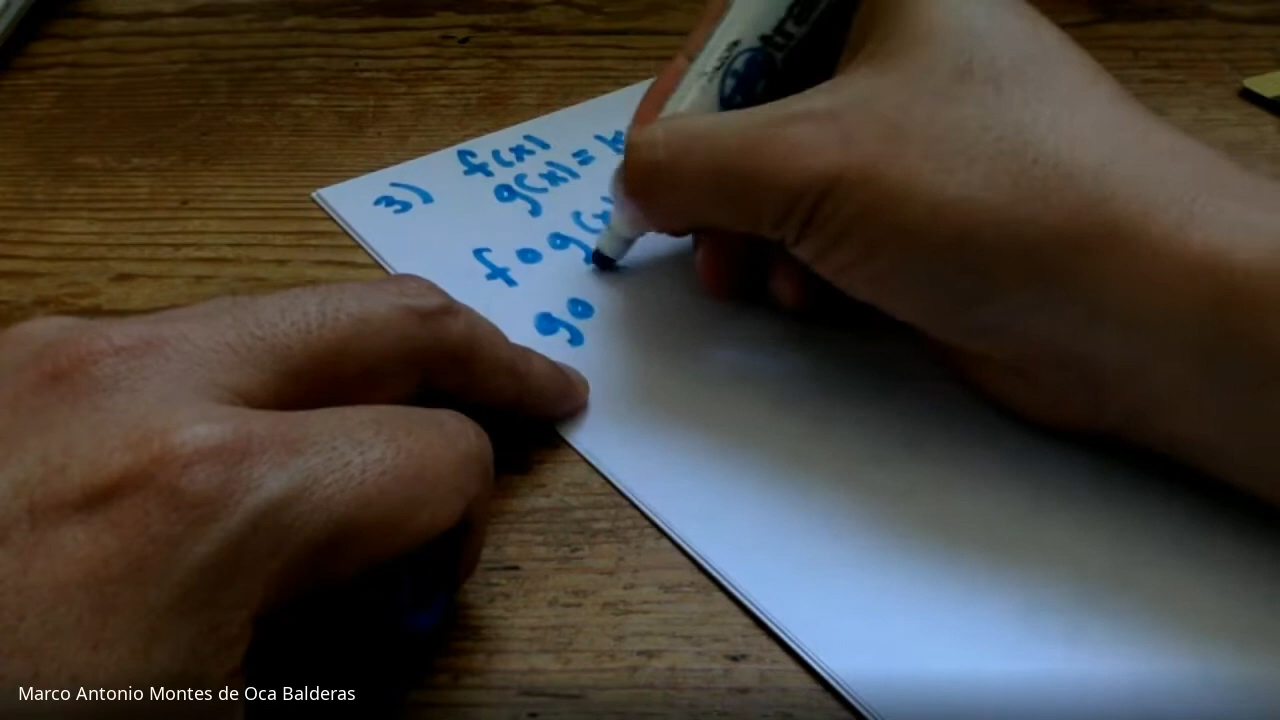 3) f(x)
g(x) =
f o g(x)
g o
Marco Antonio Montes de Oca Balderas